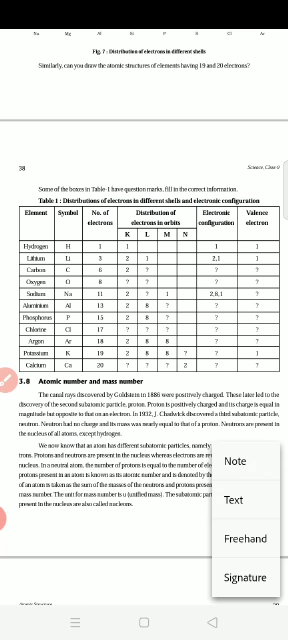 Na Mg Al Si P S Cl Ar
Fig. 7 : Distribution of electrons in different shells
Similarly, can you draw the atomic structures of elements having 19 and 20 electrons?
38 Science, Class-9
Some of the boxes in Table-1 have question marks, fill in the correct information.
Table 1 : Distributions of electrons in different shells and electronic configuration
Element Symbol No. of electrons Distribution of electrons in orbits Electronic configuration Valence electron
K L M N
Hydrogen H 1 1 1 1
Lithium Li 3 2 1 2,1 1
Carbon C 6 2 ? ? ?
Oxygen O 8 ? ? ? ?
Sodium Na 11 2 ? 1 2,8,1 ?
Aluminium Al 13 2 8 ? ? ?
Phosphorus P 15 2 8 ? ? ?
Chlorine Cl 17 ? ? ? ? ?
Argon Ar 18 2 8 8 ? ?
Potassium K 19 2 8 8 ? ? 1
Calcium Ca 20 ? ? ? 2 ? ?
3.8 Atomic number and mass number
The canal rays discovered by Goldstein in 1886 were positively charged. These later led to the
discovery of the second subatomic particle, proton. Proton is positively charged and its charge is equal in
magnitude but opposite to that on an electron. In 1932, J. Chadwick discovered a third subatomic particle,
neutron. Neutron had no charge and its mass was nearly equal to that of a proton. Neutrons are present in
the nucleus of all atoms, except hydrogen.
We now know that an atom has different subatomic particles, namely,
trons. Protons and neutrons are present in the nucleus whereas electrons are
nucleus. In a neutral atom, the number of protons is equal to the number of
protons present in an atom is known as its atomic number and is denoted by
of an atom is taken as the sum of the masses of the neutrons and protons
mass number. The unit for mass number is u (unified mass). The subatomic
present in the nucleus are also called nucleons.
Note
Text
Freehand
Signature